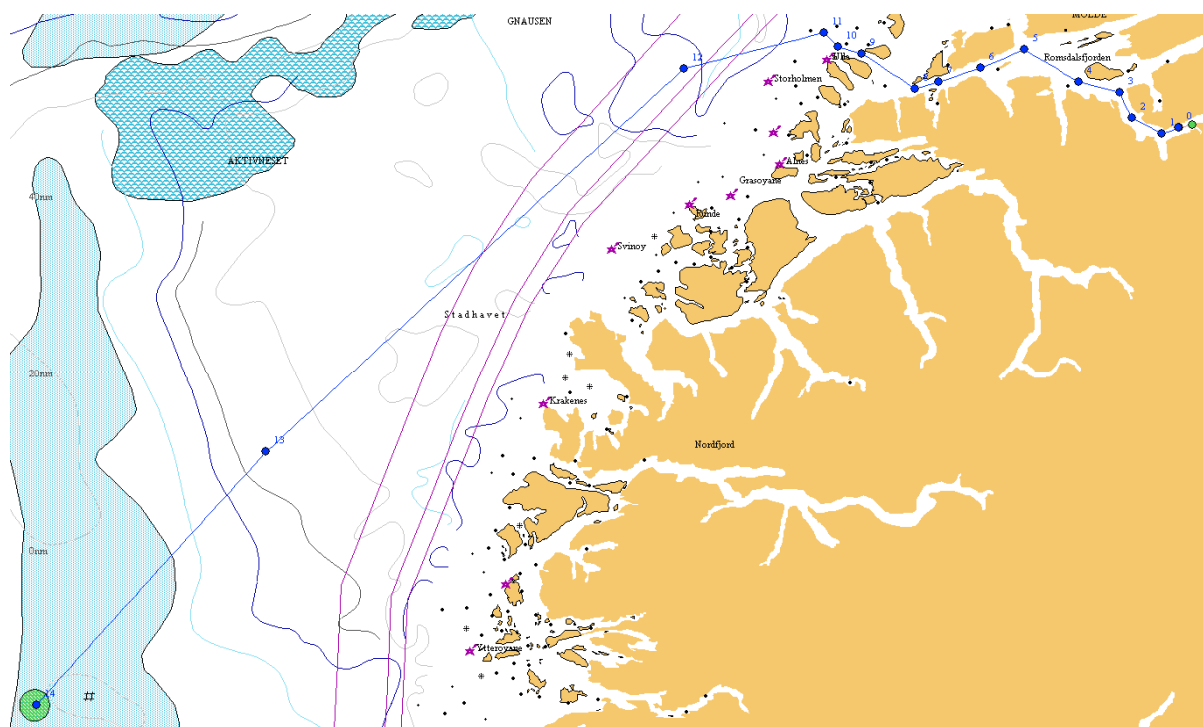 GNAUSEN
MOLDE
11
10
9
5
12
Ulla
6
Romsdalsfjorden
Storholmen
4
8
3
2
1
0
AKTIVNESET
Alnes
Grasoyane
40nm
Runde
Svinoy
Stadhavet
20nm
Krakenes
13
Nordfjord
0nm
Ytteroyane
14
#